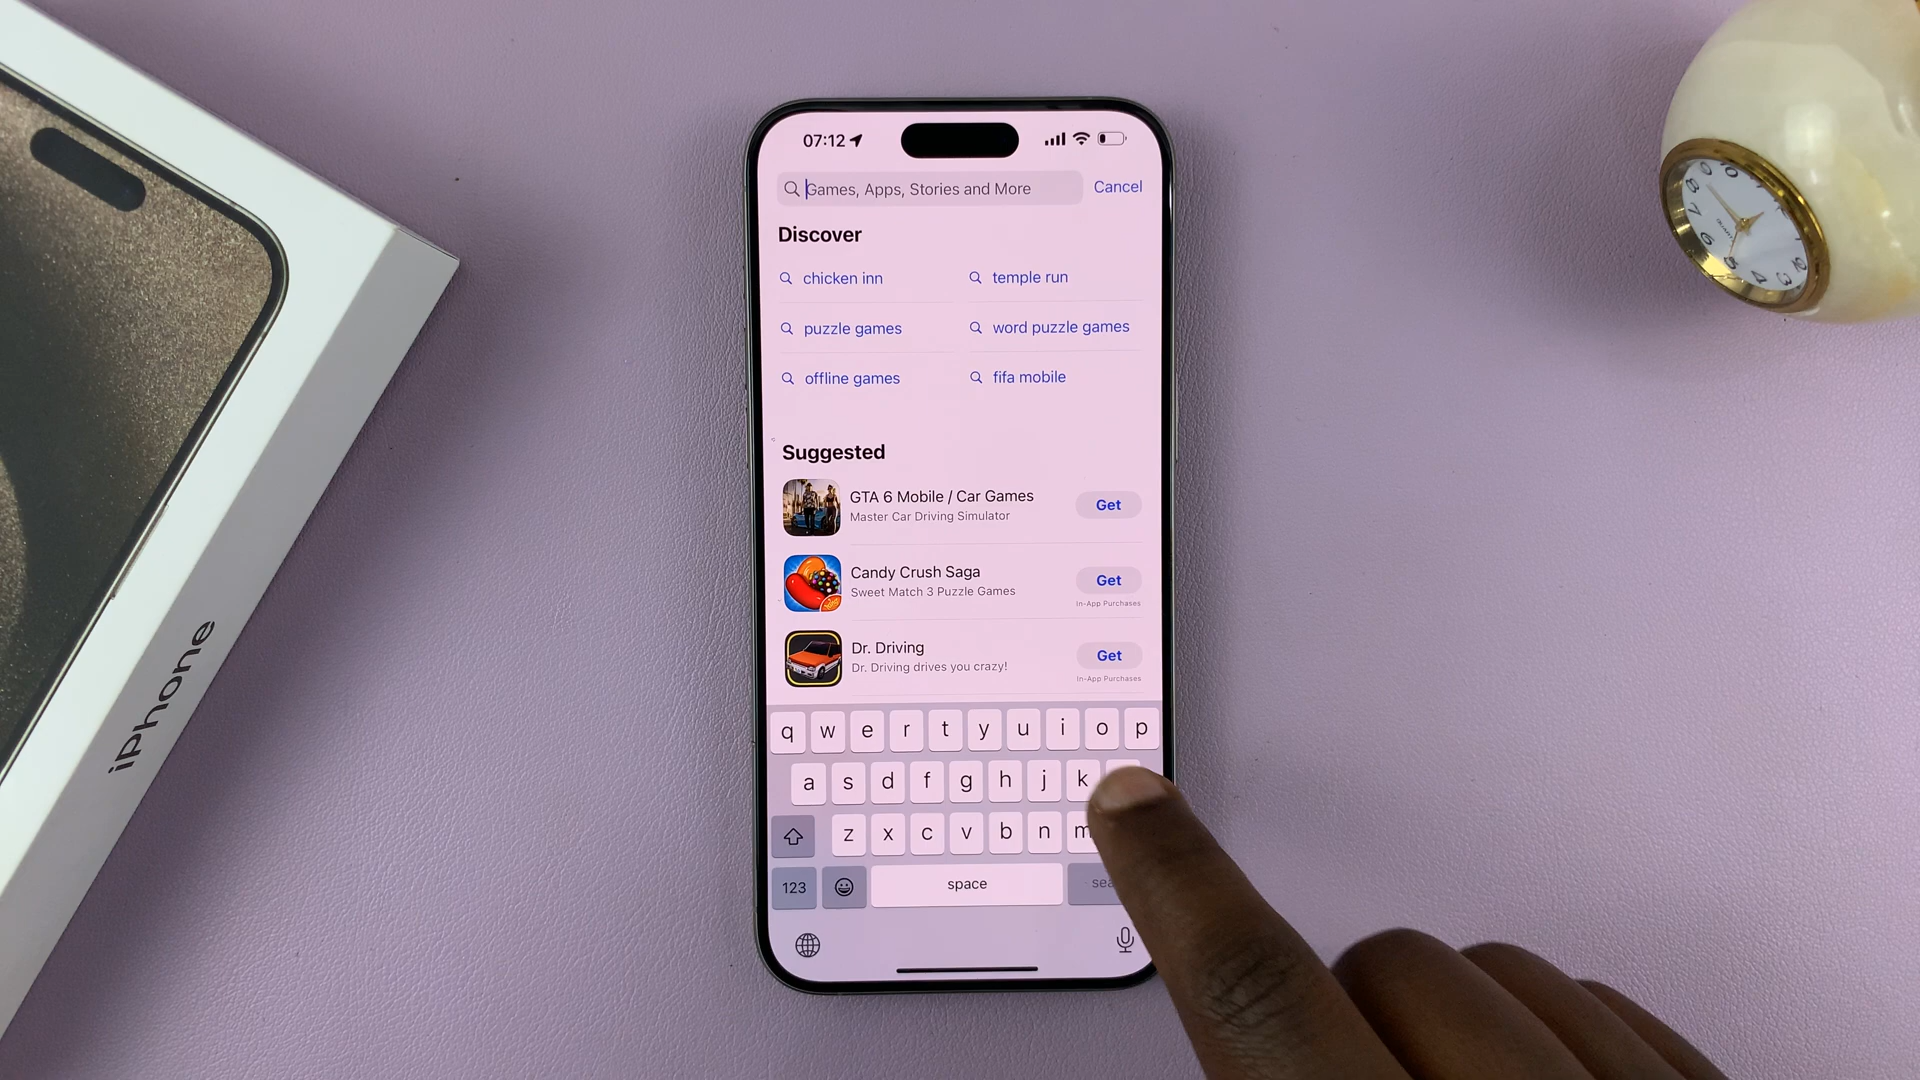 07:12
Games, Apps, Stories and More
Cancel
Discover
chicken inn
temple run
puzzle games
word puzzle games
offline games
fifa mobile
Suggested
GTA 6 Mobile / Car Games
Master Car Driving Simulator
Get
Candy Crush Saga
Sweet Match 3 Puzzle Games
Get
In-App Purchases
Dr. Driving
Dr. Driving drives you crazy!
Get
In-App Purchases
q w e r t y u i o p
a s d f g h j k
z x c v b n m
123
space
iPhone